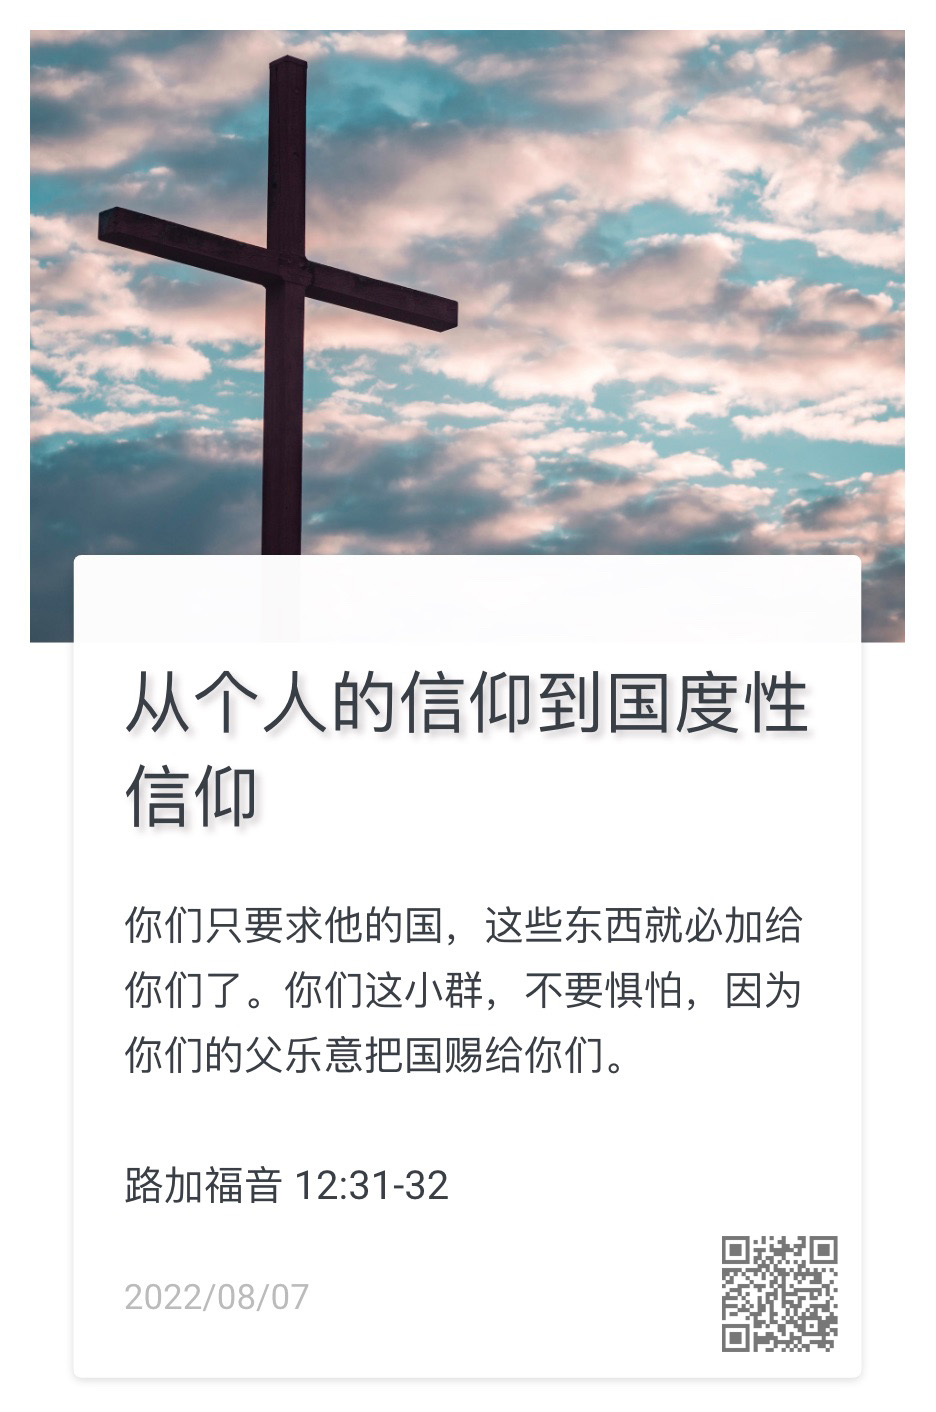 从个人的信仰到国度性
信仰
你们只要求他的国，这些东西就必加给
你们了。你们这小群，不要惧怕，因为
你们的父乐意把国赐给你们。
路加福音 12:31-32
2022/08/07